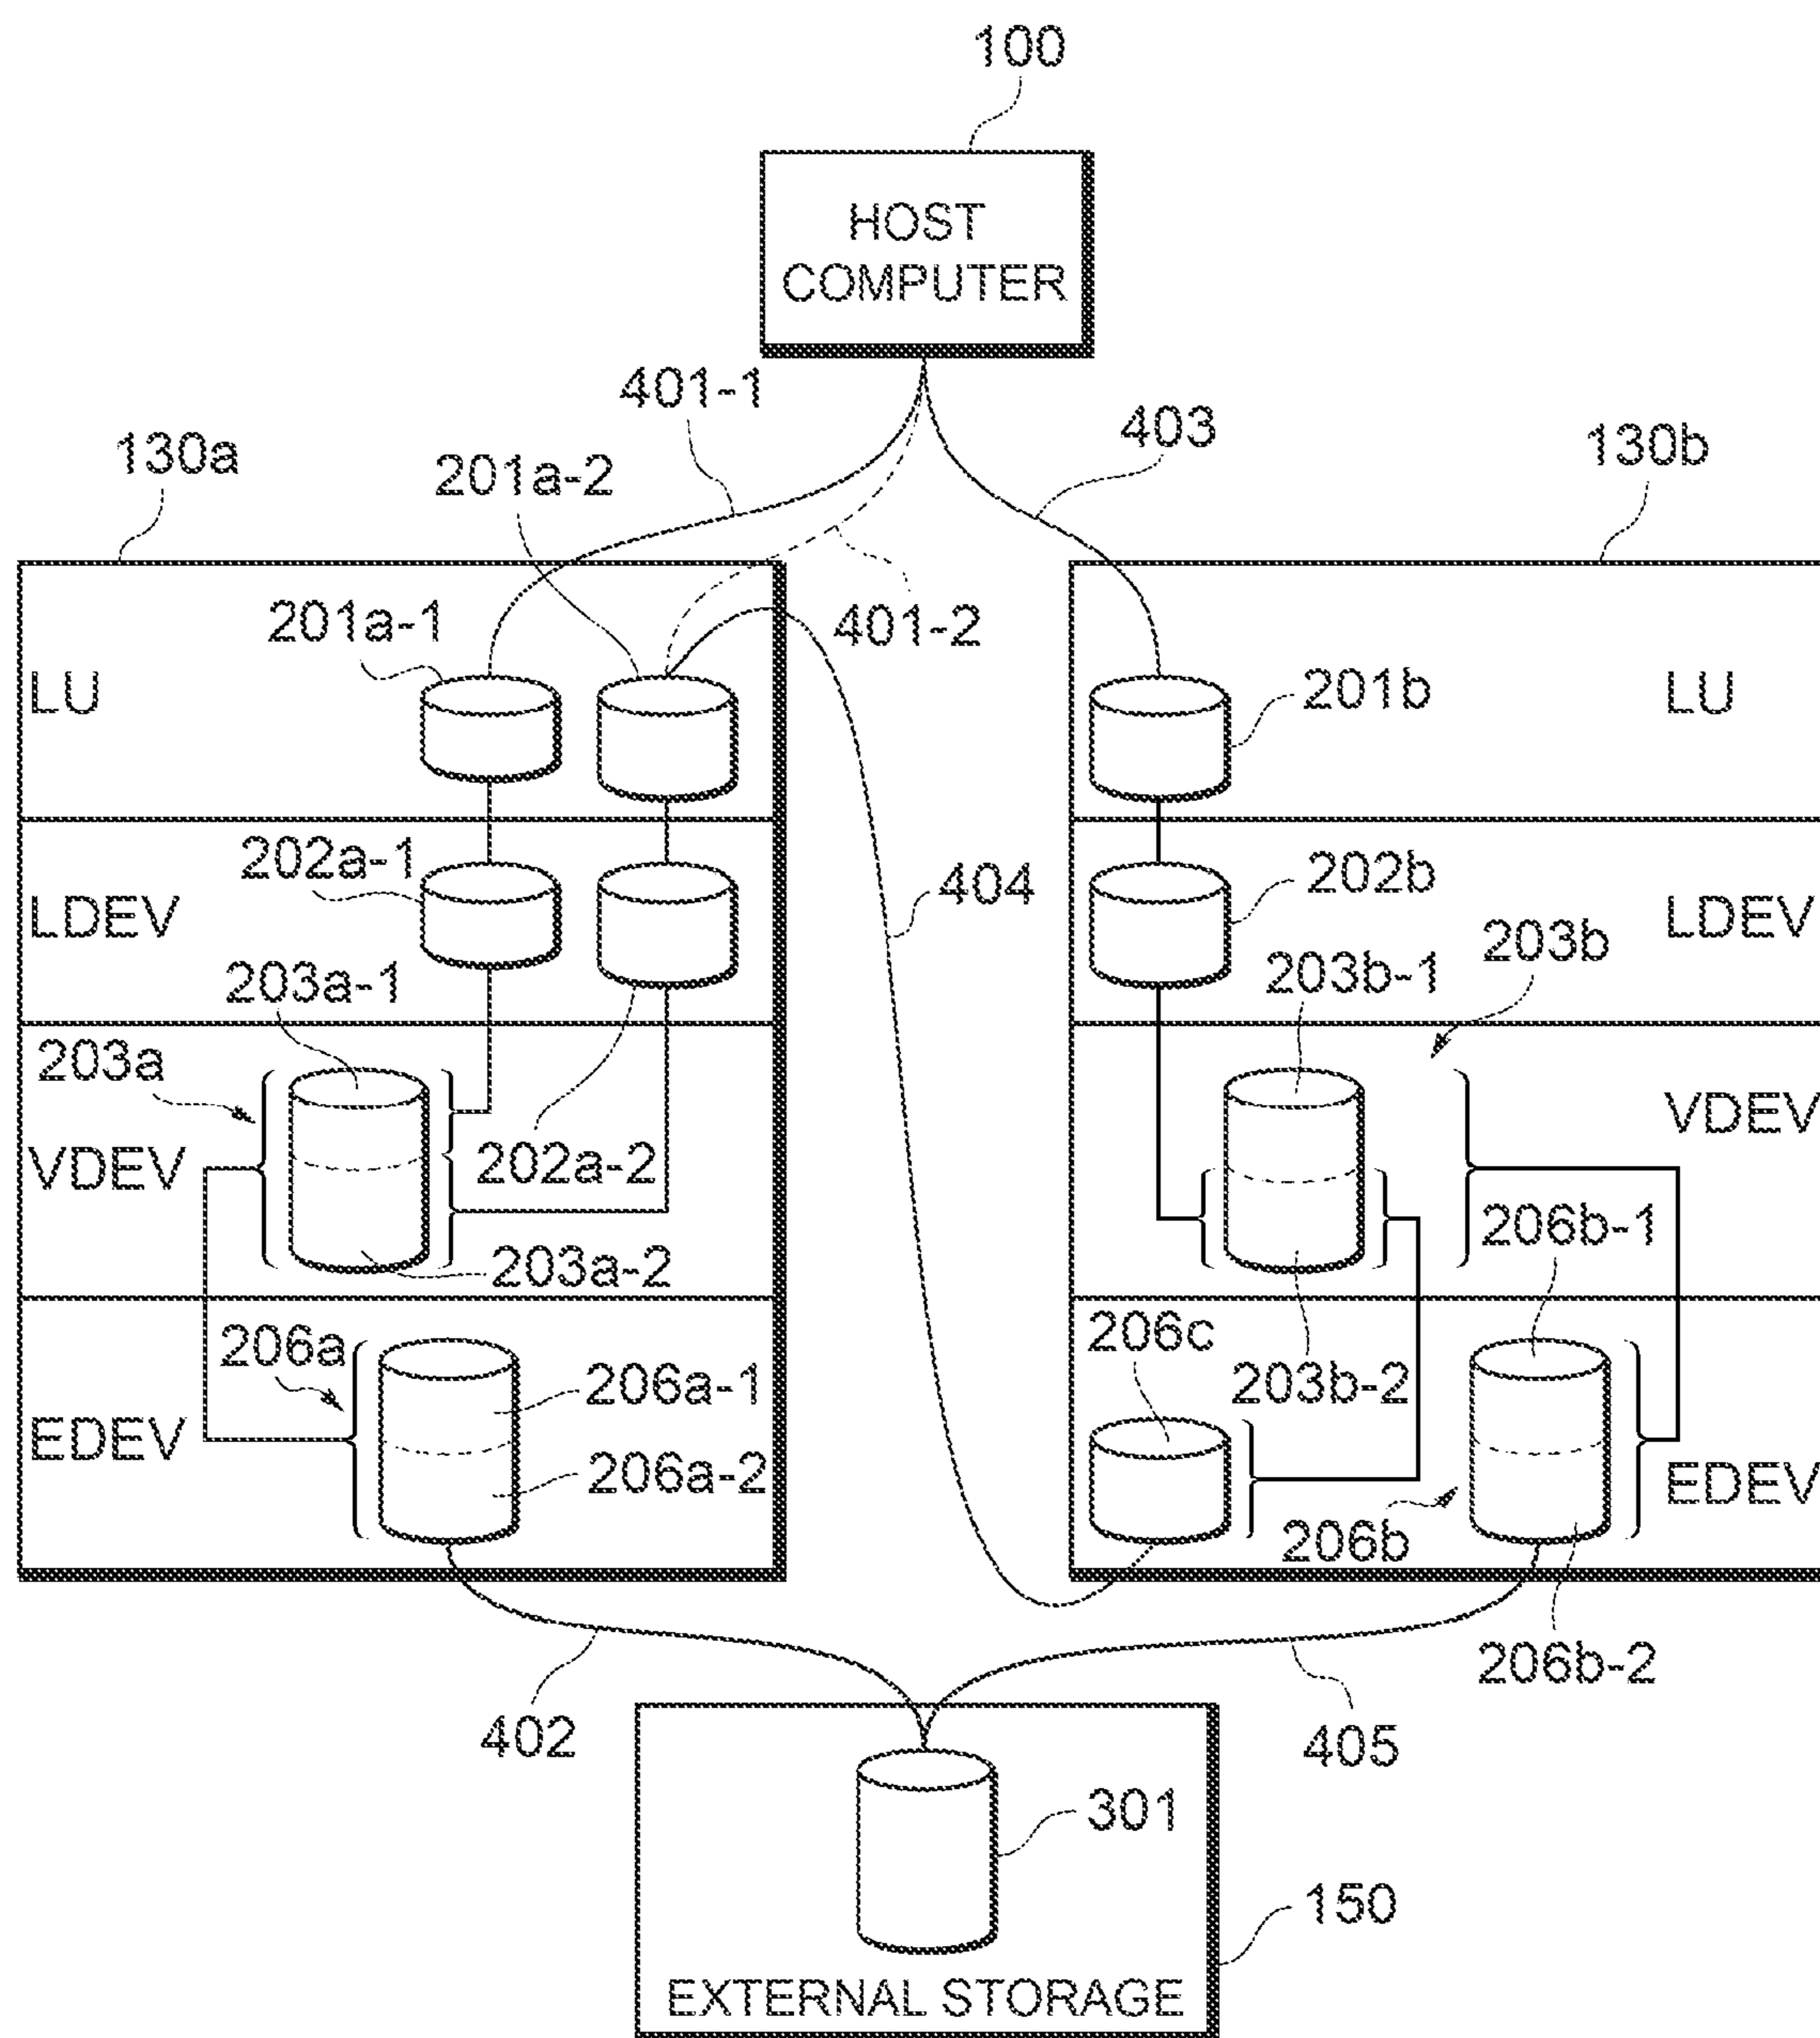 100
HOST
COMPUTER
401-1
403
130a
201a-2
130b
201a-1
401-2
LU
201b
LU
202a-1
404
202b
LDEV
LDEV
203a-1
203b-1
203b
203a
VDEV
202a-2
VDEV
206b-1
203a-2
206a
206c
206a-1
203b-2
EDEV
206a-2
EDEV
206b
206b-2
402
405
301
150
EXTERNAL STORAGE